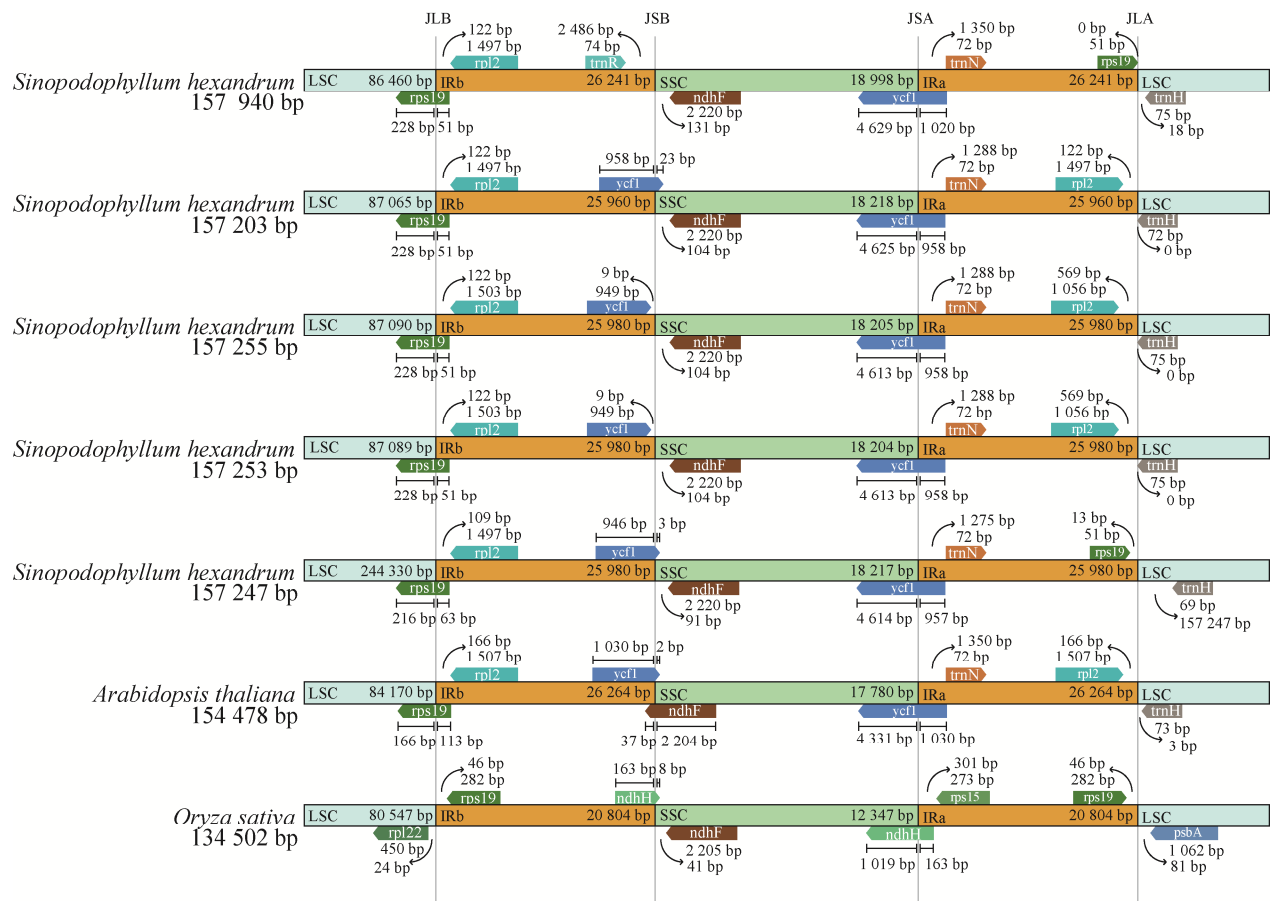 JLB JSB JSA JLA
122 bp 2 486 bp 1 350 bp 0 bp
1 497 bp 74 bp 72 bp 51 bp
rpl2 trnR trnN rps19
Sinopodophyllum hexandrum LSC 86 460 bp IRb 26 241 bp SSC 18 998 bp IRa 26 241 bp LSC
157 940 bp rps19 ndhF ycf1 trnH
228 bp 51 bp 2 220 bp 4 629 bp 1 020 bp 75 bp
131 bp 18 bp
122 bp 958 bp 23 bp 1 288 bp 122 bp
1 497 bp 72 bp 1 497 bp
rpl2 ycf1 trnN rpl2
Sinopodophyllum hexandrum LSC 87 065 bp IRb 25 960 bp SSC 18 218 bp IRa 25 960 bp LSC
157 203 bp rps19 ndhF ycf1 trnH
228 bp 51 bp 2 220 bp 4 625 bp 958 bp 72 bp
104 bp 0 bp
122 bp 9 bp 1 288 bp 569 bp
1 503 bp 949 bp 72 bp 1 056 bp
rpl2 ycf1 trnN rpl2
Sinopodophyllum hexandrum LSC 87 090 bp IRb 25 980 bp SSC 18 205 bp IRa 25 980 bp LSC
157 255 bp rps19 ndhF ycf1 trnH
228 bp 51 bp 2 220 bp 4 613 bp 958 bp 75 bp
104 bp 0 bp
122 bp 9 bp 1 288 bp 569 bp
1 503 bp 949 bp 72 bp 1 056 bp
rpl2 ycf1 trnN rpl2
Sinopodophyllum hexandrum LSC 87 089 bp IRb 25 980 bp SSC 18 204 bp IRa 25 980 bp LSC
157 253 bp rps19 ndhF ycf1 trnH
228 bp 51 bp 2 220 bp 4 613 bp 958 bp 75 bp
104 bp 0 bp
109 bp 946 bp 3 bp 1 275 bp 13 bp
1 497 bp 72 bp 51 bp
rpl2 ycf1 trnN rps19
Sinopodophyllum hexandrum LSC 244 330 bp IRb 25 980 bp SSC 18 217 bp IRa 25 980 bp LSC
157 247 bp rps19 ndhF ycf1 trnH
216 bp 63 bp 2 220 bp 4 614 bp 957 bp 69 bp
91 bp 157 247 bp
166 bp 1 030 bp 2 bp 1 350 bp 166 bp
1 507 bp 72 bp 1 507 bp
rpl2 ycf1 trnN rpl2
Arabidopsis thaliana LSC 84 170 bp IRb 26 264 bp SSC 17 780 bp IRa 26 264 bp LSC
154 478 bp rps19 ndhF ycf1 trnH
166 bp 113 bp 37 bp 2 204 bp 4 331 bp 1 030 bp 73 bp
3 bp
46 bp 163 bp 8 bp 301 bp 46 bp
282 bp 273 bp 282 bp
rps19 ndhH rps15 rps19
Oryza sativa LSC 80 547 bp IRb 20 804 bp SSC 12 347 bp IRa 20 804 bp LSC
134 502 bp rpl22 ndhF ndhH psbA
450 bp 2 205 bp 1 019 bp 163 bp 1 062 bp
24 bp 41 bp 81 bp